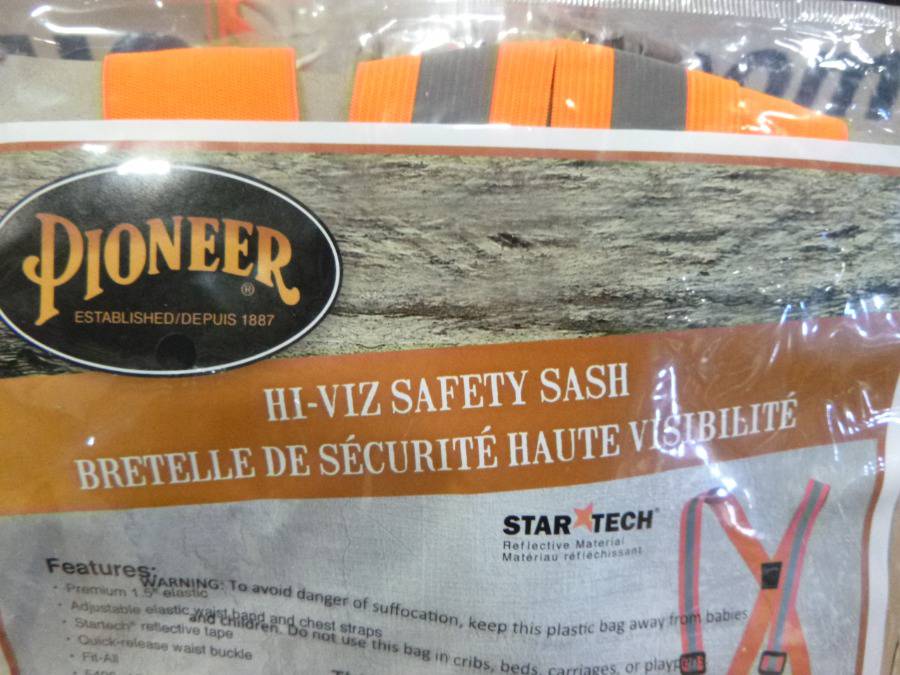 PIONEER
®
ESTABLISHED/DEPUIS 1887
HI-VIZ SAFETY SASH
BRETELLE DE SÉCURITÉ HAUTE VISIBILITÉ
STAR TECH®
Reflective Material
Matériau réfléchissant
Features:
• Premium 1.5" elastic
• Adjustable elastic waist band and chest straps
• Startech® reflective tape
• Quick-release waist buckle
• Fit-All
WARNING: To avoid danger of suffocation, keep this plastic bag away from babies
and children. Do not use this bag in cribs, beds, carriages, or playpens